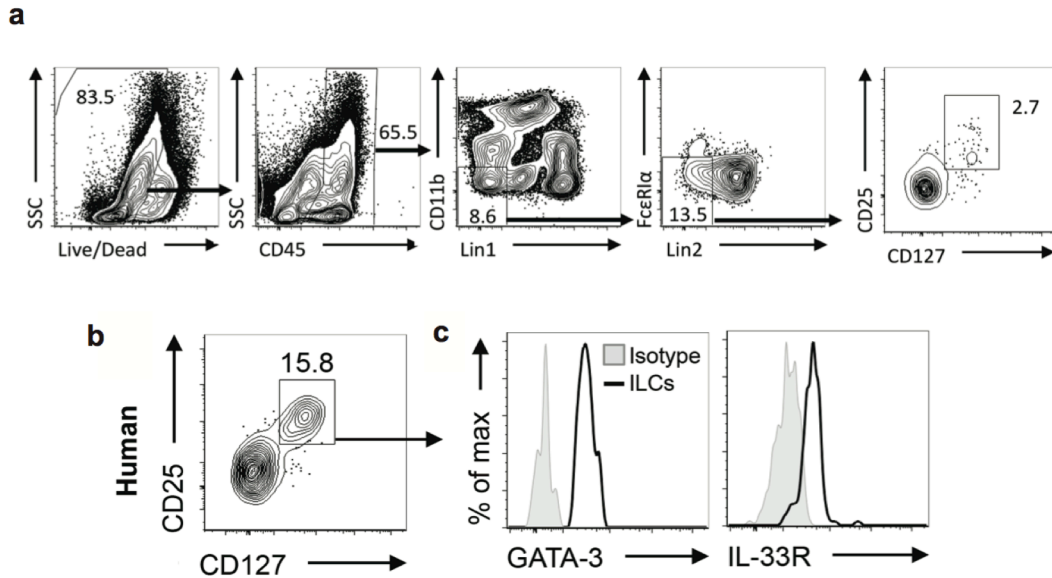 a
83.5
SSC
Live/Dead
65.5
SSC
CD45
8.6
CD11b
Lin1
13.5
FcεRIα
Lin2
2.7
CD25
CD127
b
Human
15.8
CD25
CD127
c
Isotype
ILCs
% of max
GATA-3
IL-33R